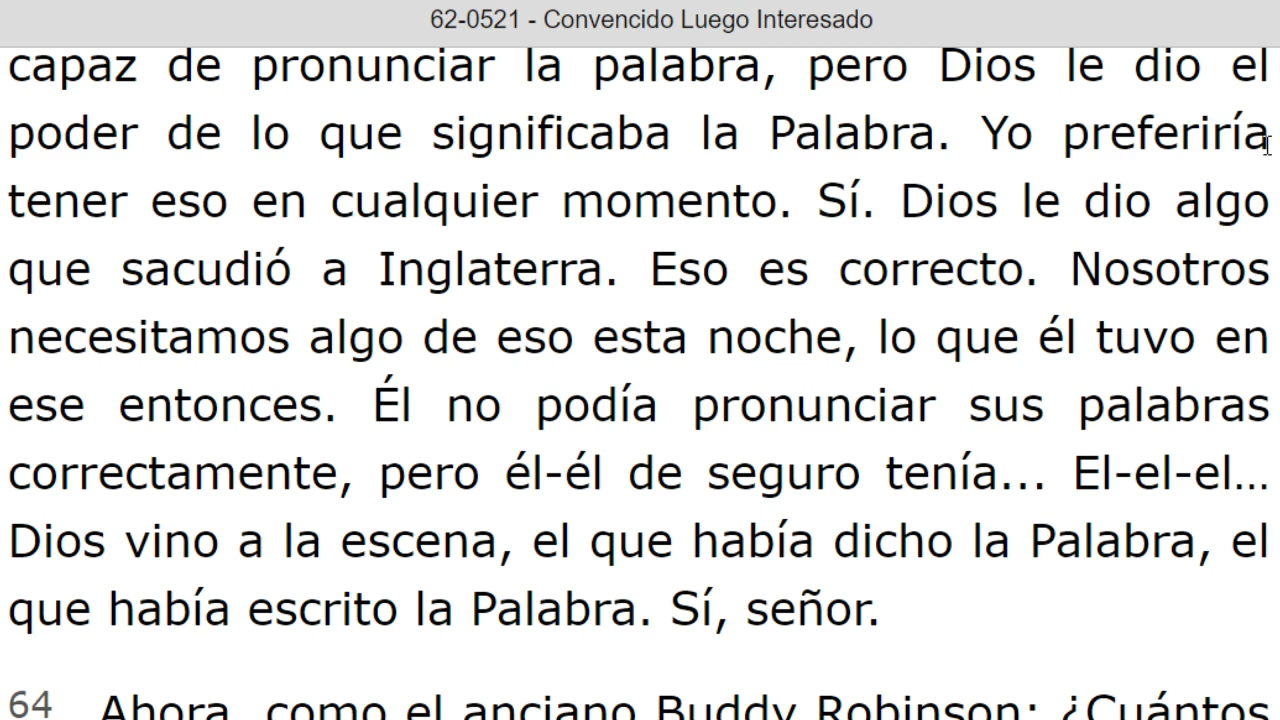 62-0521 - Convencido Luego Interesado
capaz de pronunciar la palabra, pero Dios le dio el
poder de lo que significaba la Palabra. Yo preferiría
tener eso en cualquier momento. Sí. Dios le dio algo
que sacudió a Inglaterra. Eso es correcto. Nosotros
necesitamos algo de eso esta noche, lo que él tuvo en
ese entonces. Él no podía pronunciar sus palabras
correctamente, pero él-él de seguro tenía… El-el-el…
Dios vino a la escena, el que había dicho la Palabra, el
que había escrito la Palabra. Sí, señor.
64 Ahora, como el anciano Buddy Robinson: ¿Cuántos